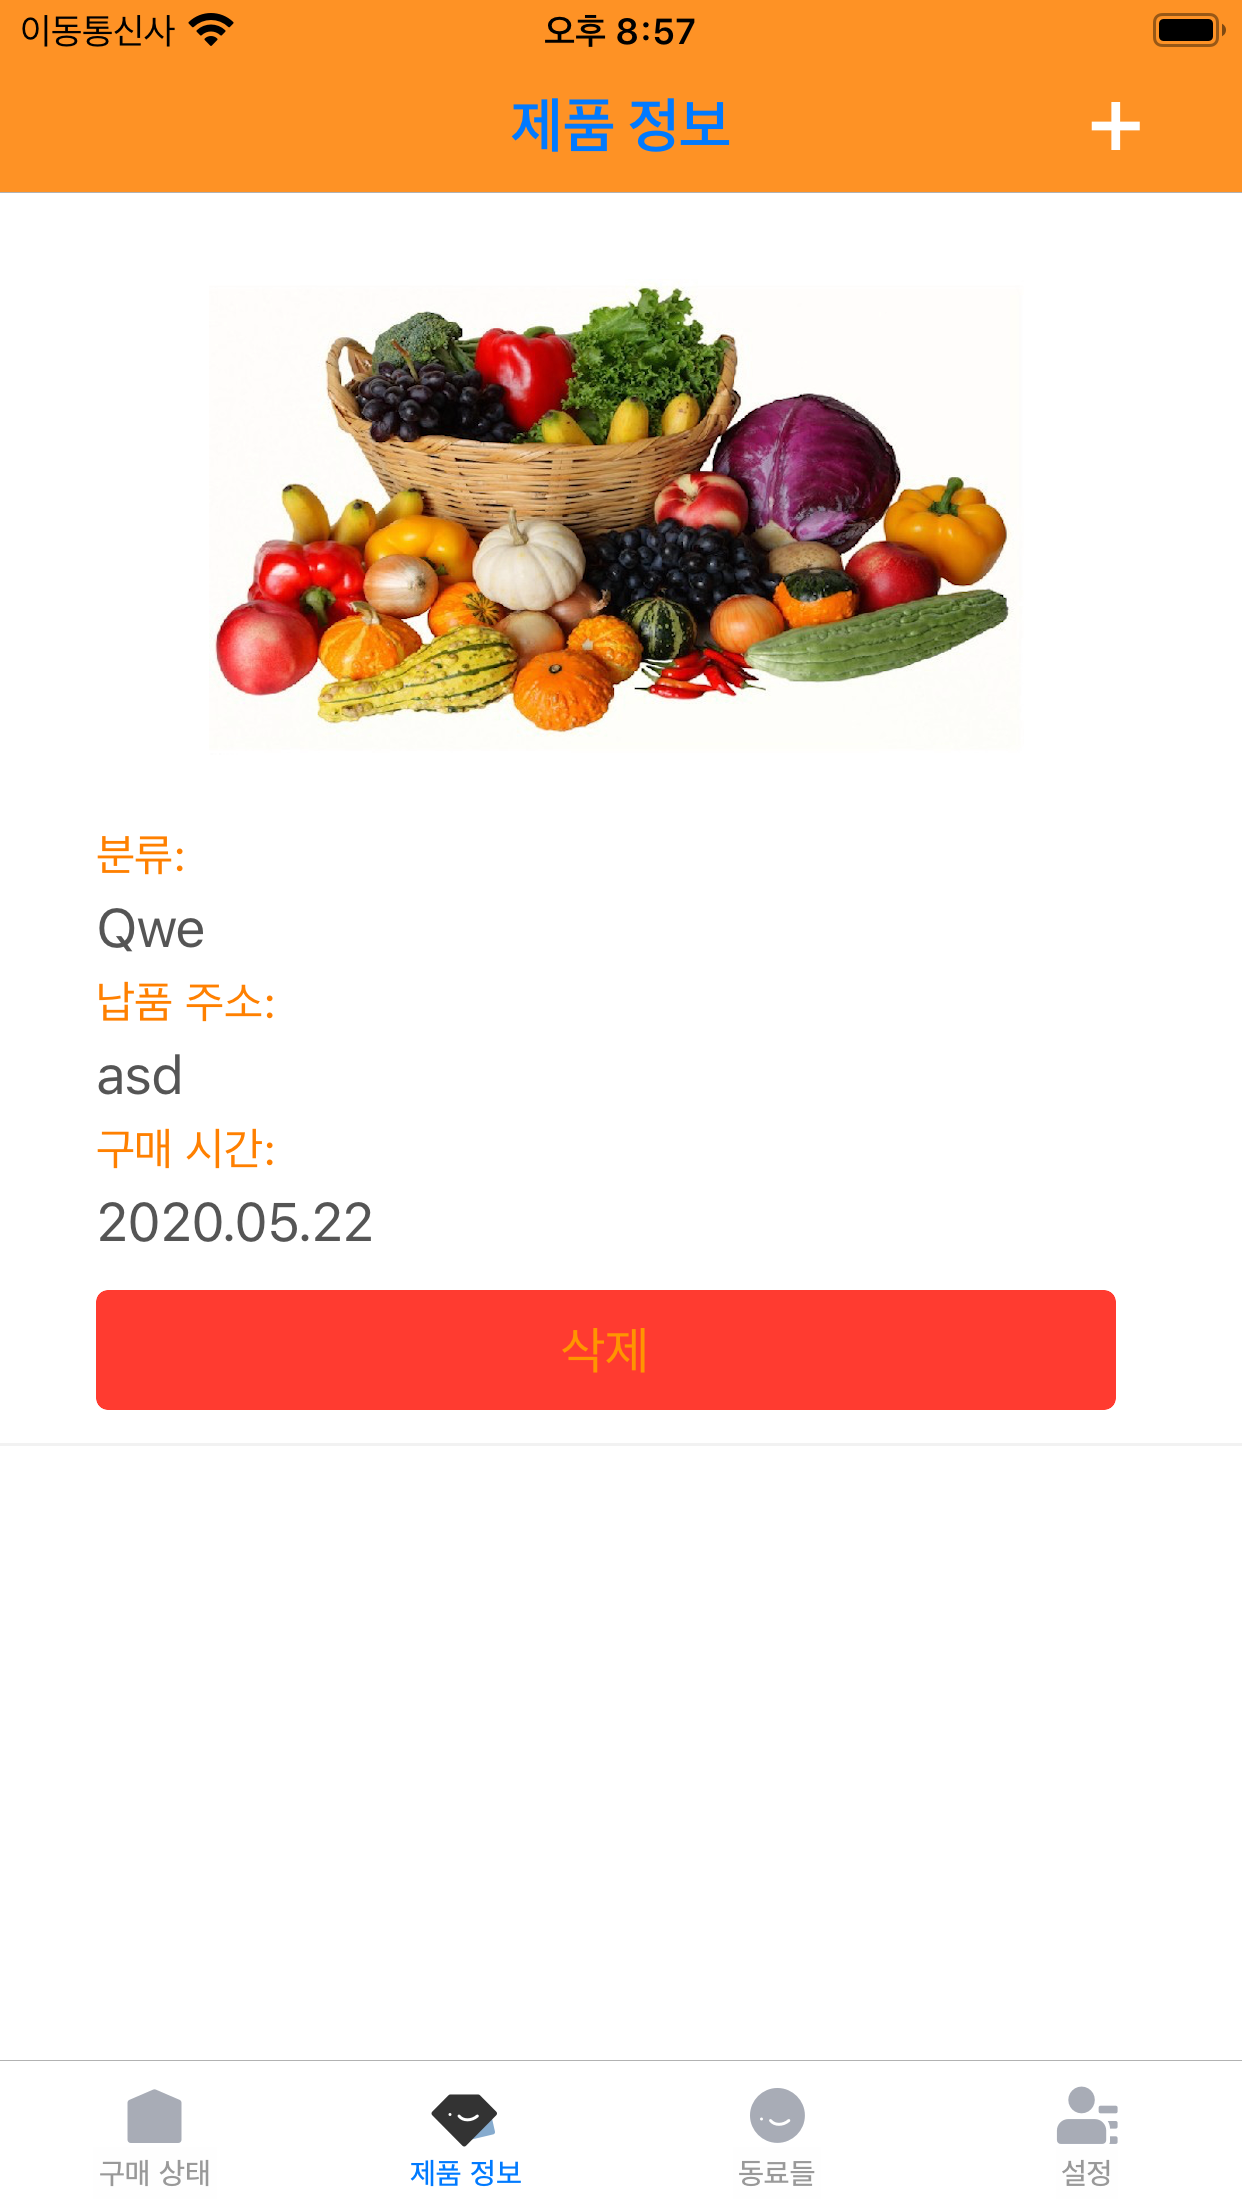 이동통신사
오후 8:57
제품 정보
+
분류:
Qwe
납품 주소:
asd
구매 시간:
2020.05.22
삭제
구매 상태
제품 정보
동료들
설정